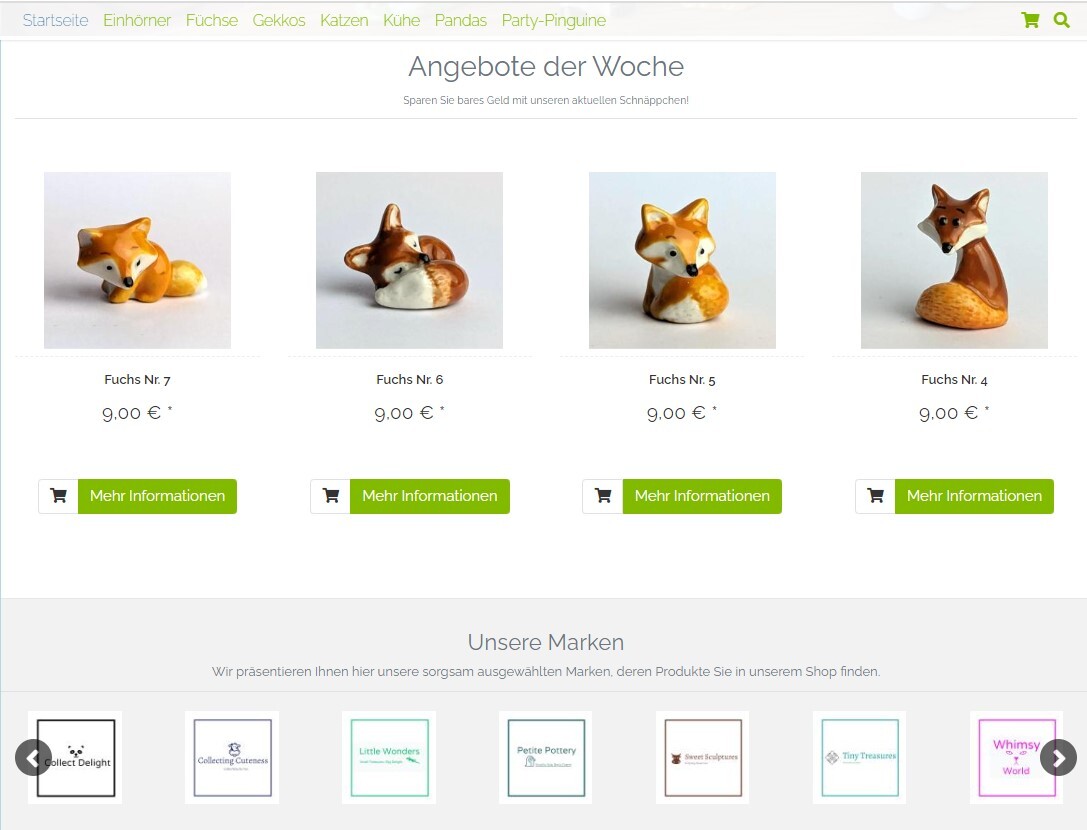 Startseite Einhörner Füchse Gekkos Katzen Kühe Pandas Party-Pinguine
Angebote der Woche
Sparen Sie bares Geld mit unseren aktuellen Schnäppchen!
Fuchs Nr. 7 Fuchs Nr. 6 Fuchs Nr. 5 Fuchs Nr. 4
9,00 € * 9,00 € * 9,00 € * 9,00 € *
Mehr Informationen Mehr Informationen Mehr Informationen Mehr Informationen
Unsere Marken
Wir präsentieren Ihnen hier unsere sorgsam ausgewählten Marken, deren Produkte Sie in unserem Shop finden.
Collect Delight
Collecting Cuteness
Little Wonders
Petite Pottery
Sweet Sculptures
Tiny Treasures
Whimsy
World